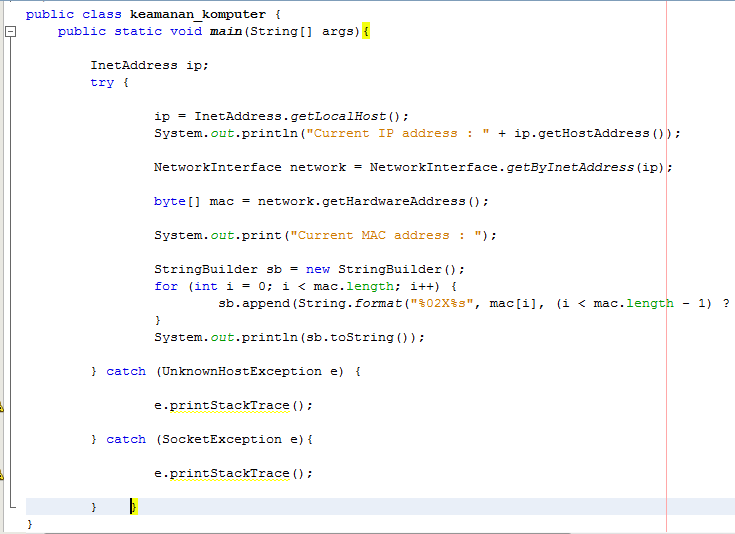 public class keamanan_komputer {
public static void main(String[] args){
InetAddress ip;
try {
ip = InetAddress.getLocalHost();
System.out.println("Current IP address : " + ip.getHostAddress());
NetworkInterface network = NetworkInterface.getByInetAddress(ip);
byte[] mac = network.getHardwareAddress();
System.out.print("Current MAC address : ");
StringBuilder sb = new StringBuilder();
for (int i = 0; i < mac.length; i++) {
sb.append(String.format("%02X%s", mac[i], (i < mac.length - 1) ?
}
System.out.println(sb.toString());
} catch (UnknownHostException e) {
e.printStackTrace();
} catch (SocketException e){
e.printStackTrace();
} }
}